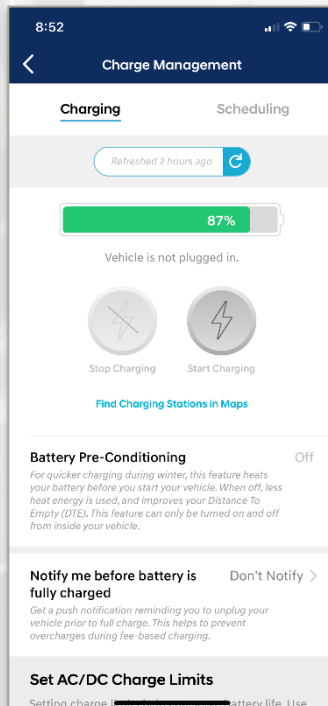 8:52
Charge Management
Charging Scheduling
Refreshed 2 hours ago
87%
Vehicle is not plugged in.
Stop Charging Start Charging
Find Charging Stations in Maps
Battery Pre-Conditioning Off
For quicker charging during winter, this feature heats
your battery before you start your vehicle. When off, less
heat energy is used, and improves your Distance To
Empty (DTE). This feature can only be turned on and off
from inside your vehicle.
Notify me before battery is Don't Notify >
fully charged
Get a push notification reminding you to unplug your
vehicle prior to full charge. This helps to prevent
overcharges during fee-based charging.
Set AC/DC Charge Limits
Setting charge attery life. Use